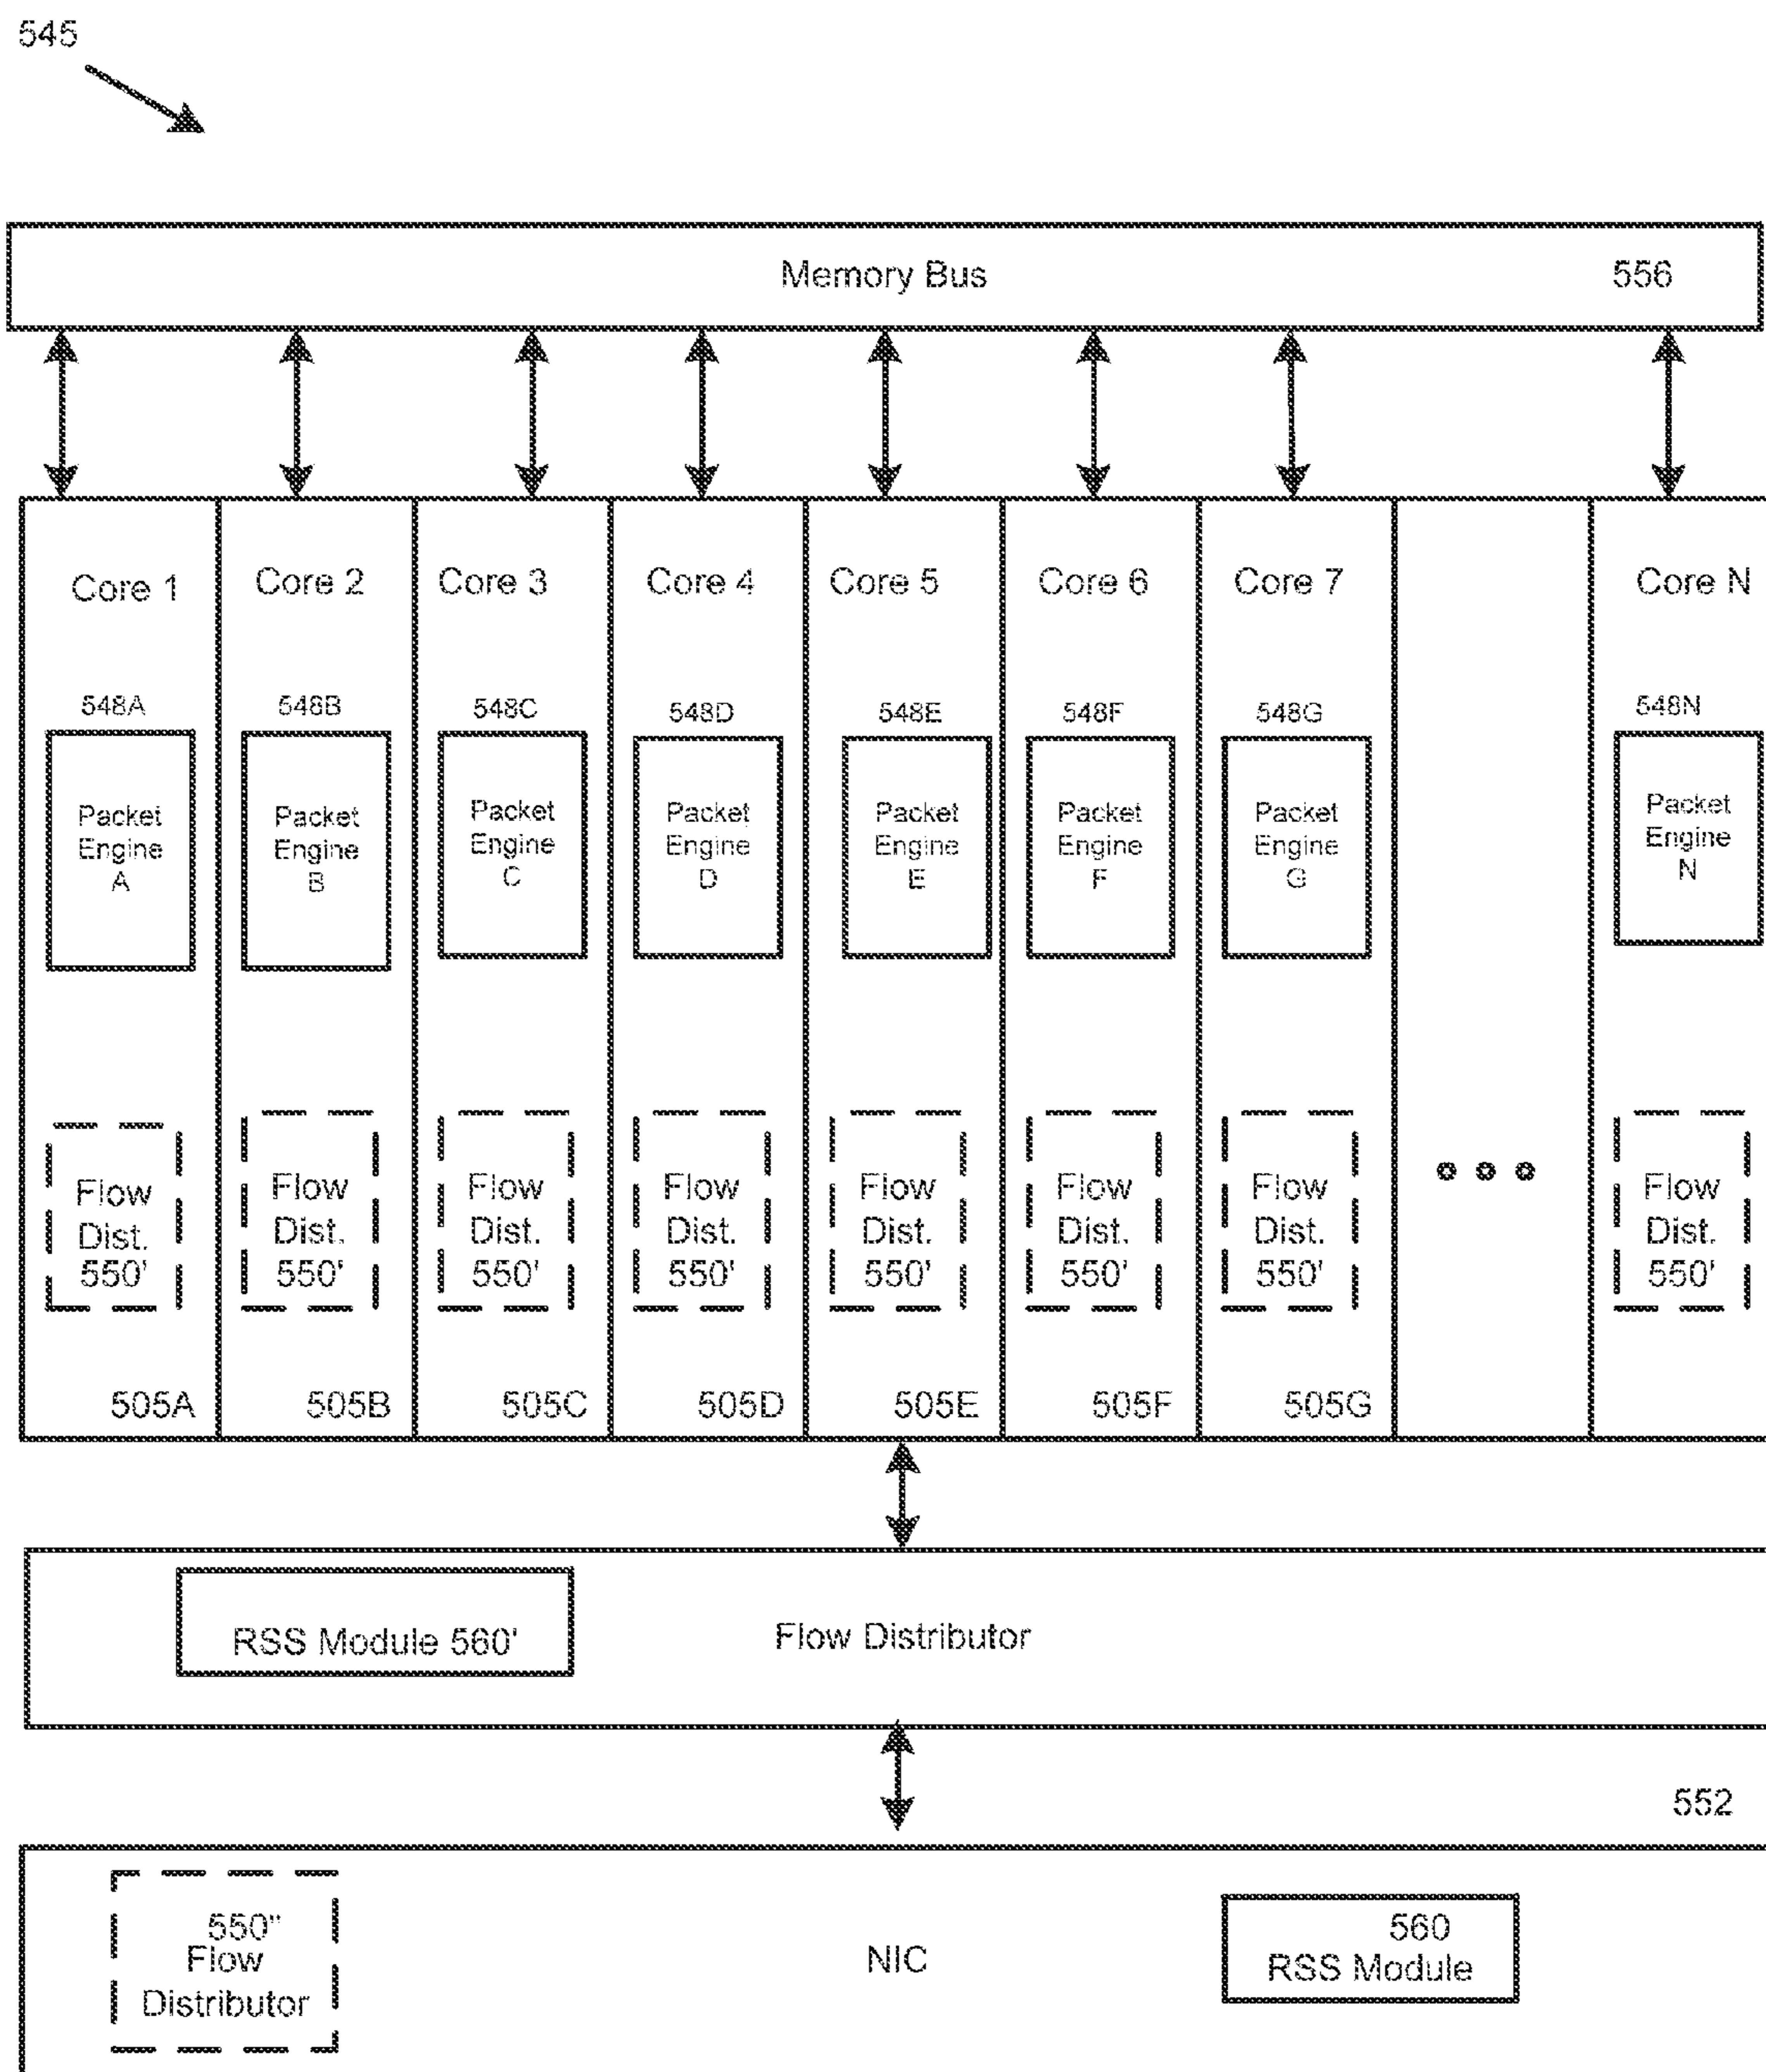 545
Memory Bus 556
Core 1 Core 2 Core 3 Core 4 Core 5 Core 6 Core 7 Core N
548A 548B 548C 548D 548E 548F 548G 548N
Packet Packet Packet Packet Packet Packet Packet Packet
Engine Engine Engine Engine Engine Engine Engine Engine
A B C D E F G N
Flow Flow Flow Flow Flow Flow Flow Flow
Dist. Dist. Dist. Dist. Dist. Dist. Dist. Dist.
550' 550' 550' 550' 550' 550' 550' 550'
505A 505B 505C 505D 505E 505F 505G
RSS Module 560' Flow Distributor
552
550"
Flow
Distributor
NIC
560
RSS Module